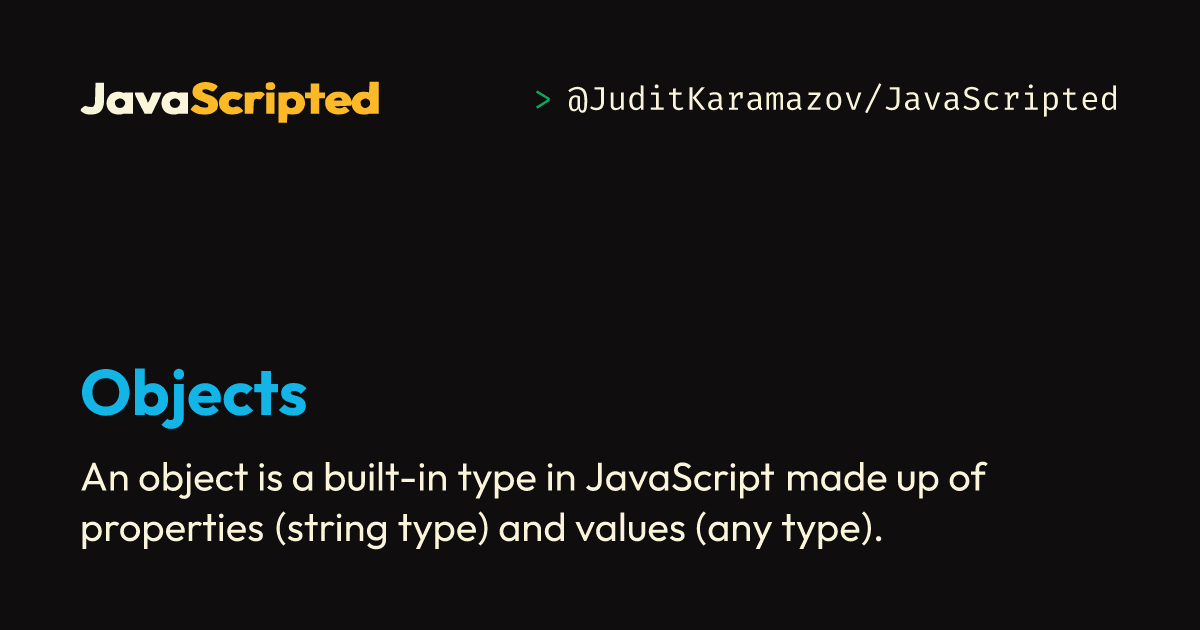 JavaScripted
> @JuditKaramazov/JavaScripted
Objects
An object is a built-in type in JavaScript made up of
properties (string type) and values (any type).